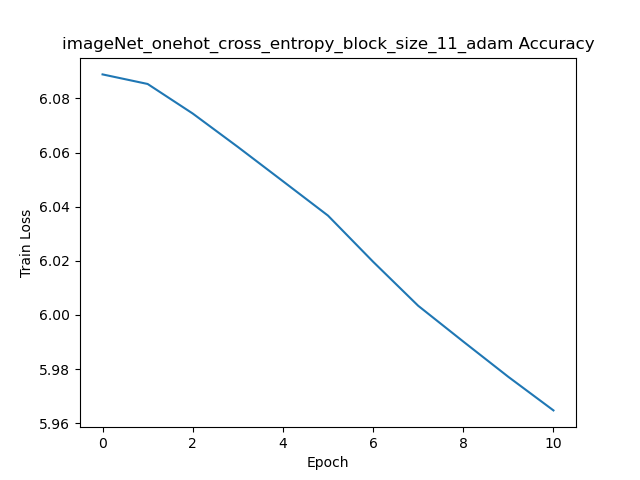 imageNet_onehot_cross_entropy_block_size_11_adam Accuracy
6.08
6.06
6.04
6.02
6.00
5.98
5.96
Train Loss
0 2 4 6 8 10
Epoch